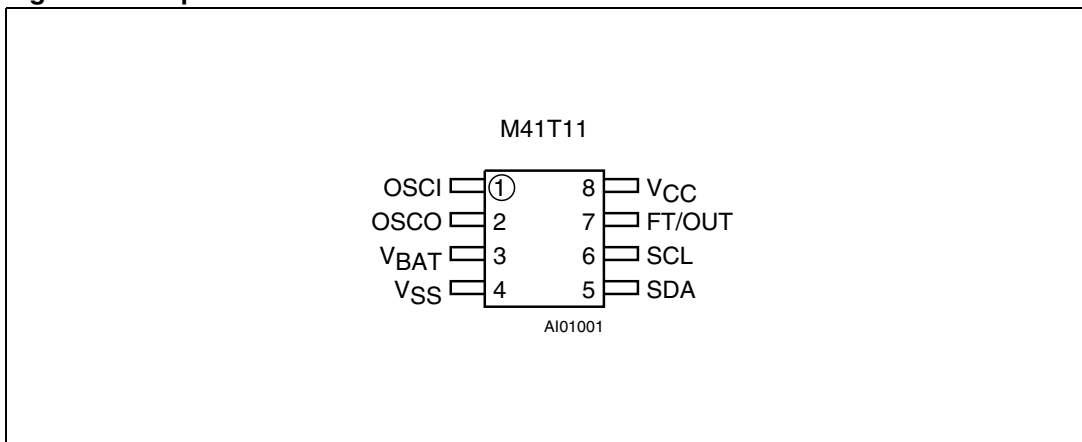 M41T11
OSCI 1 8 VCC
OSCO 2 7 FT/OUT
VBAT 3 6 SCL
VSS 4 5 SDA
AI01001